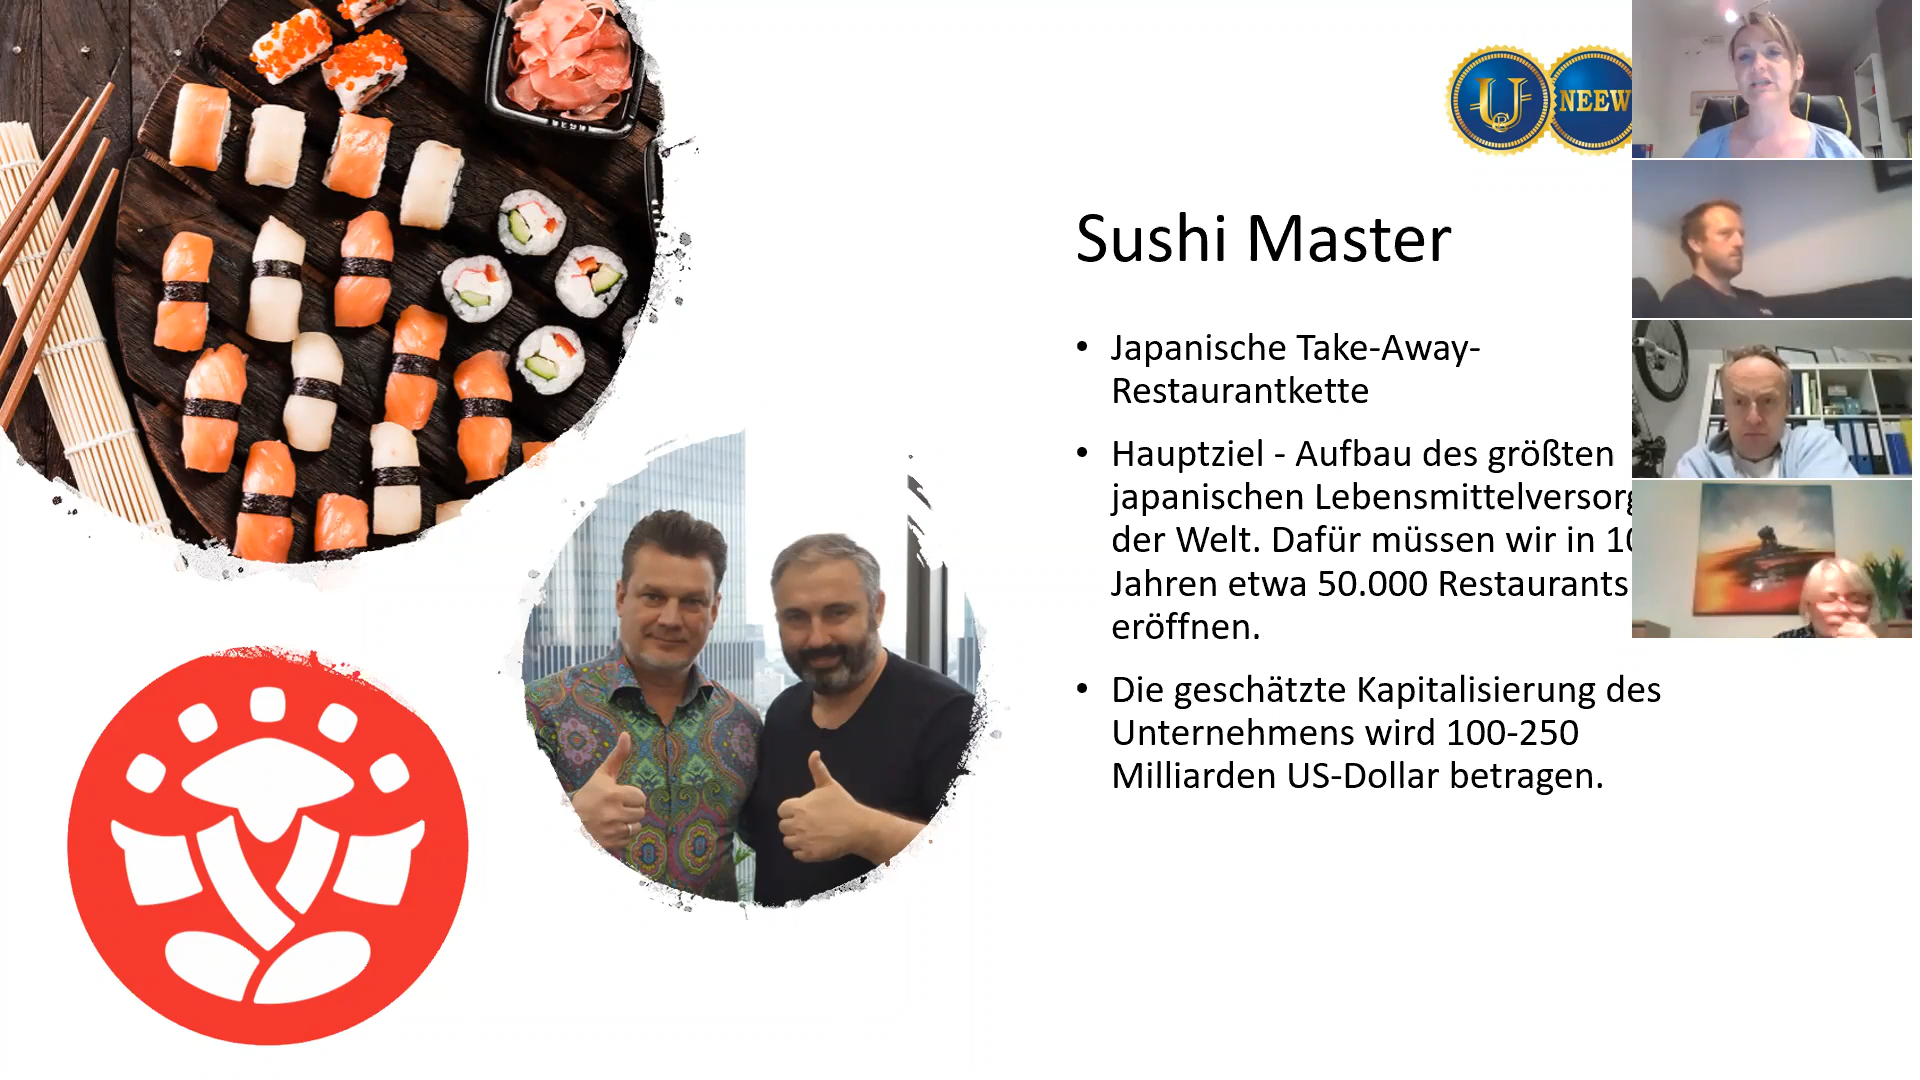 NEEW
Sushi Master
• Japanische Take-Away-
Restaurantkette
• Hauptziel - Aufbau des größten
japanischen
der Welt. Dafür müssen wir in
Jahren etwa 50.000 Restaurants
eröffnen.
• Die geschätzte Kapitalisierung des
Unternehmens wird 100-250
Milliarden US-Dollar betragen.